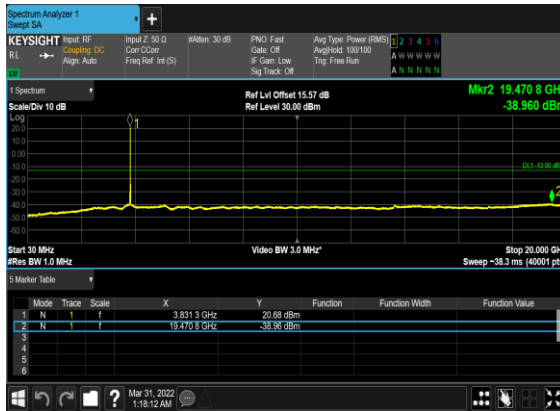 Spectrum Analyzer 1
Swept SA
KEYSIGHT
RL
Input: RF
Coupling: DC
Align: Auto
Input Z: 50 Ω
Corr CCorr
Freq Ref: Int (S)
#Atten: 30 dB
PNO: Fast
Gate: Off
IF Gain: Low
Sig Track: Off
Avg Type: Power (RMS)
Avg|Hold: 100/100
Trig: Free Run
1 2 3 4 5 6
A W W W W W
A N N N N N
1 Spectrum
Scale/Div 10 dB
Ref Lvl Offset 15.57 dB
Ref Level 30.00 dBm
Mkr2 19.470 8 GHz
-38.960 dBm
Log
20.0
10.0
0.00
-10.0
-20.0
-30.0
-40.0
-50.0
-60.0
1
DL1 -13.00 dBm
2
Start 30 MHz
#Res BW 1.0 MHz
Video BW 3.0 MHz*
Stop 20.000 GHz
Sweep ~38.3 ms (40001 pts)
5 Marker Table
Mode Trace Scale X Y Function Function Width Function Value
1 N 1 f 3.831 3 GHz 20.68 dBm
2 N 1 f 19.470 8 GHz -38.96 dBm
3
4
5
6
?
Mar 31, 2022
1:18:12 AM